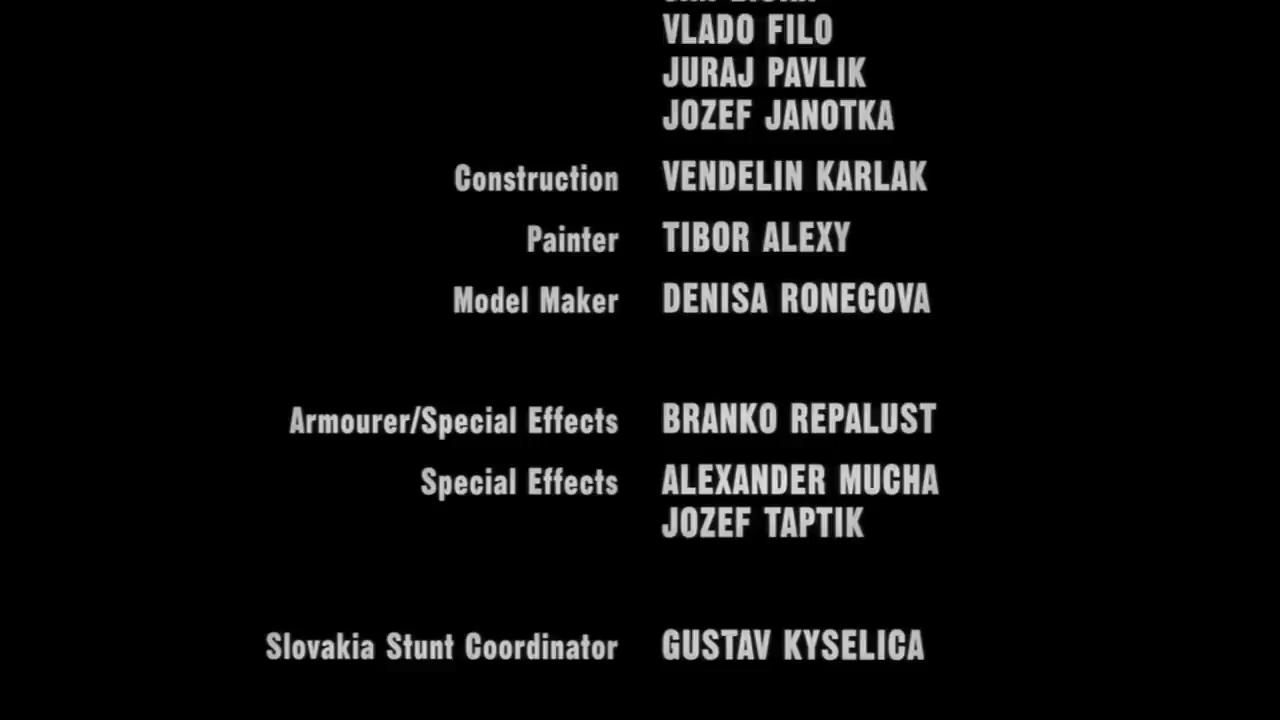 VLADO FILO
JURAJ PAVLIK
JOZEF JANOTKA
Construction VENDELIN KARLAK
Painter TIBOR ALEXY
Model Maker DENISA RONECOVA
Armourer/Special Effects BRANKO REPALUST
Special Effects ALEXANDER MUCHA
JOZEF TAPTIK
Slovakia Stunt Coordinator GUSTAV KYSELICA